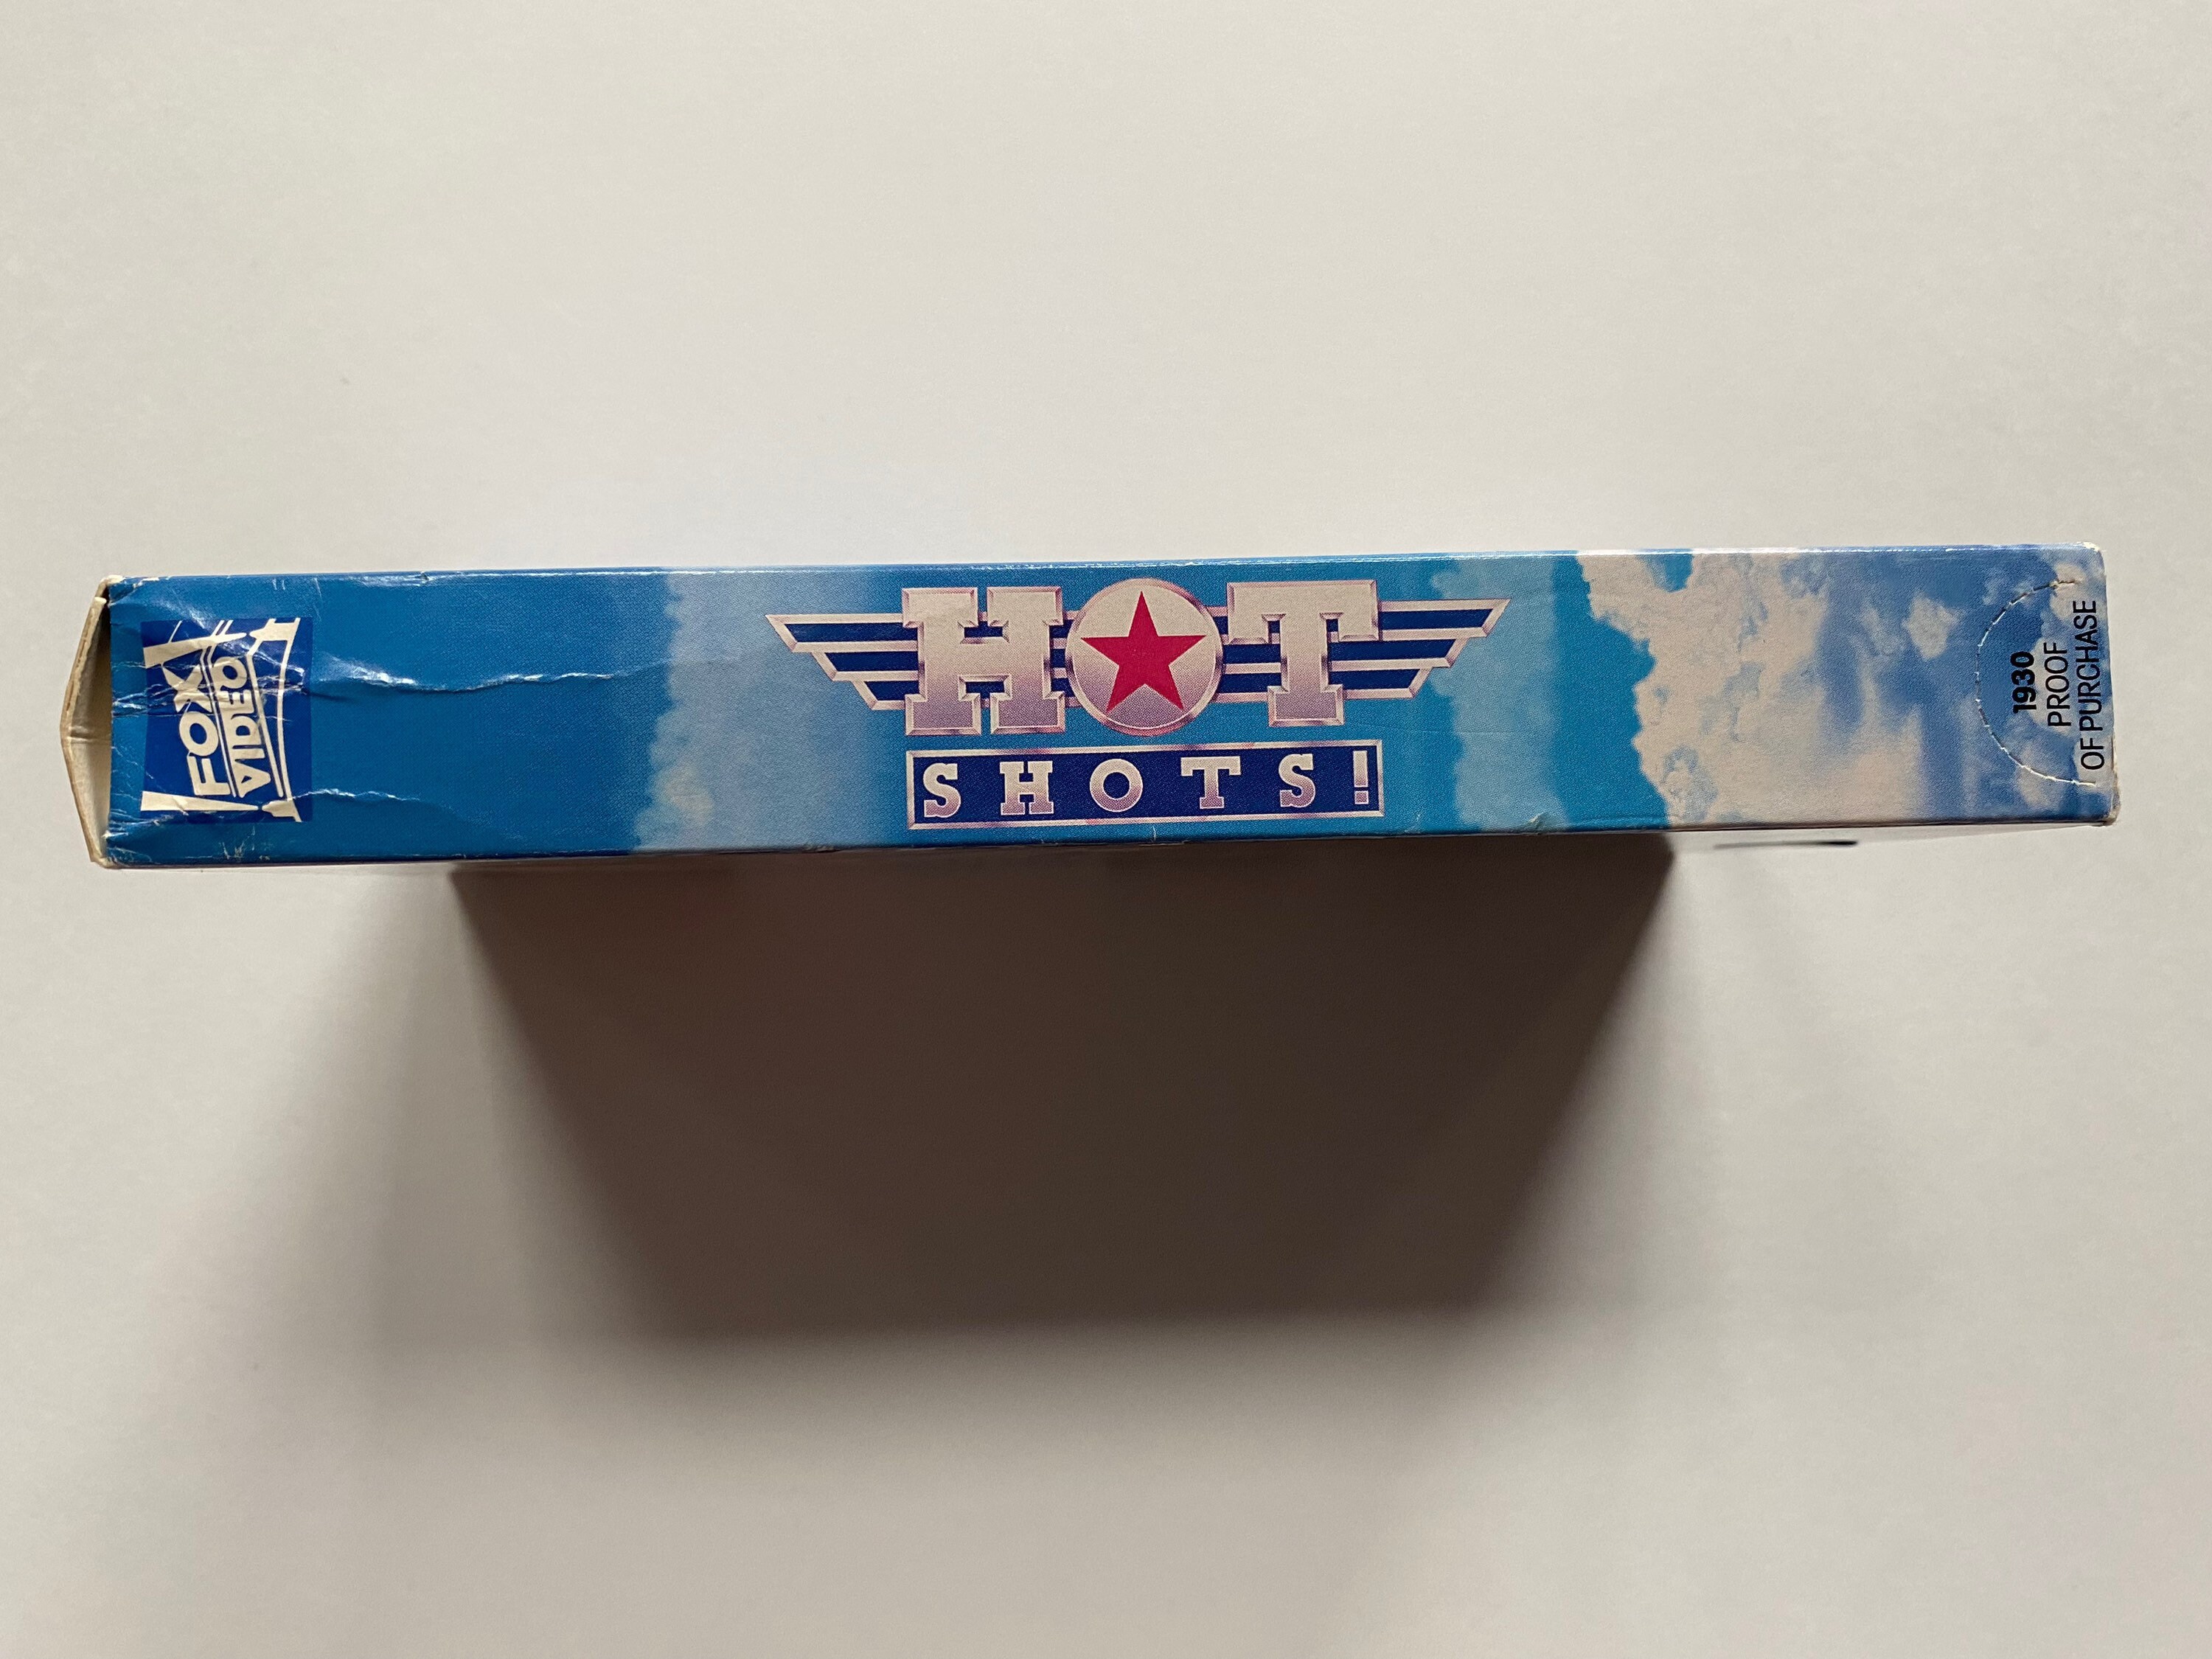 FOX
VIDEO
HOT
SHOTS!
1930
PROOF
OF PURCHASE